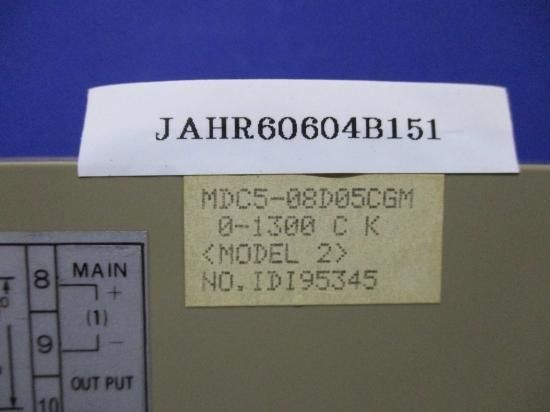 JAHR60604B151
MDC5-08D05CGM
0-1300 C K
<MODEL 2>
NO.IDI95345
8 MAIN
+
(1)
9 -
OUT PUT
10